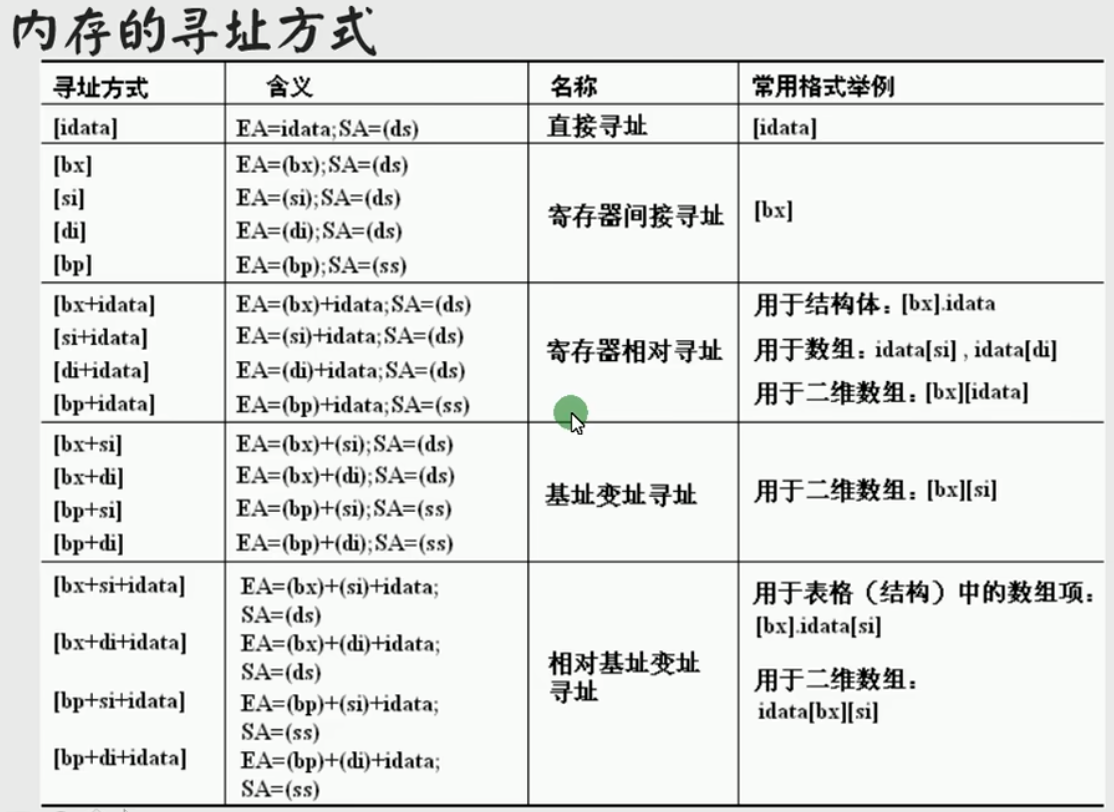 内存的寻址方式
寻址方式 含义 名称 常用格式举例
[idata] EA=idata;SA=(ds) 直接寻址 [idata]
[bx] EA=(bx);SA=(ds)
[si] EA=(si);SA=(ds)
寄存器间接寻址 [bx]
[di] EA=(di);SA=(ds)
[bp] EA=(bp);SA=(ss)
[bx+idata] EA=(bx)+idata;SA=(ds) 用于结构体：[bx].idata
[si+idata] EA=(si)+idata;SA=(ds)
寄存器相对寻址 用于数组：idata[si] , idata[di]
[di+idata] EA=(di)+idata;SA=(ds)
[bp+idata] EA=(bp)+idata;SA=(ss) 用于二维数组：[bx][idata]
[bx+si] EA=(bx)+(si);SA=(ds)
[bx+di] EA=(bx)+(di);SA=(ds)
基址变址寻址 用于二维数组：[bx][si]
[bp+si] EA=(bp)+(si);SA=(ss)
[bp+di] EA=(bp)+(di);SA=(ss)
[bx+si+idata] EA=(bx)+(si)+idata; 用于表格（结构）中的数组项：
SA=(ds) [bx].idata[si]
[bx+di+idata] EA=(bx)+(di)+idata;
SA=(ds) 相对基址变址 用于二维数组：
寻址
[bp+si+idata] EA=(bp)+(si)+idata; idata[bx][si]
SA=(ss)
[bp+di+idata] EA=(bp)+(di)+idata;
SA=(ss)